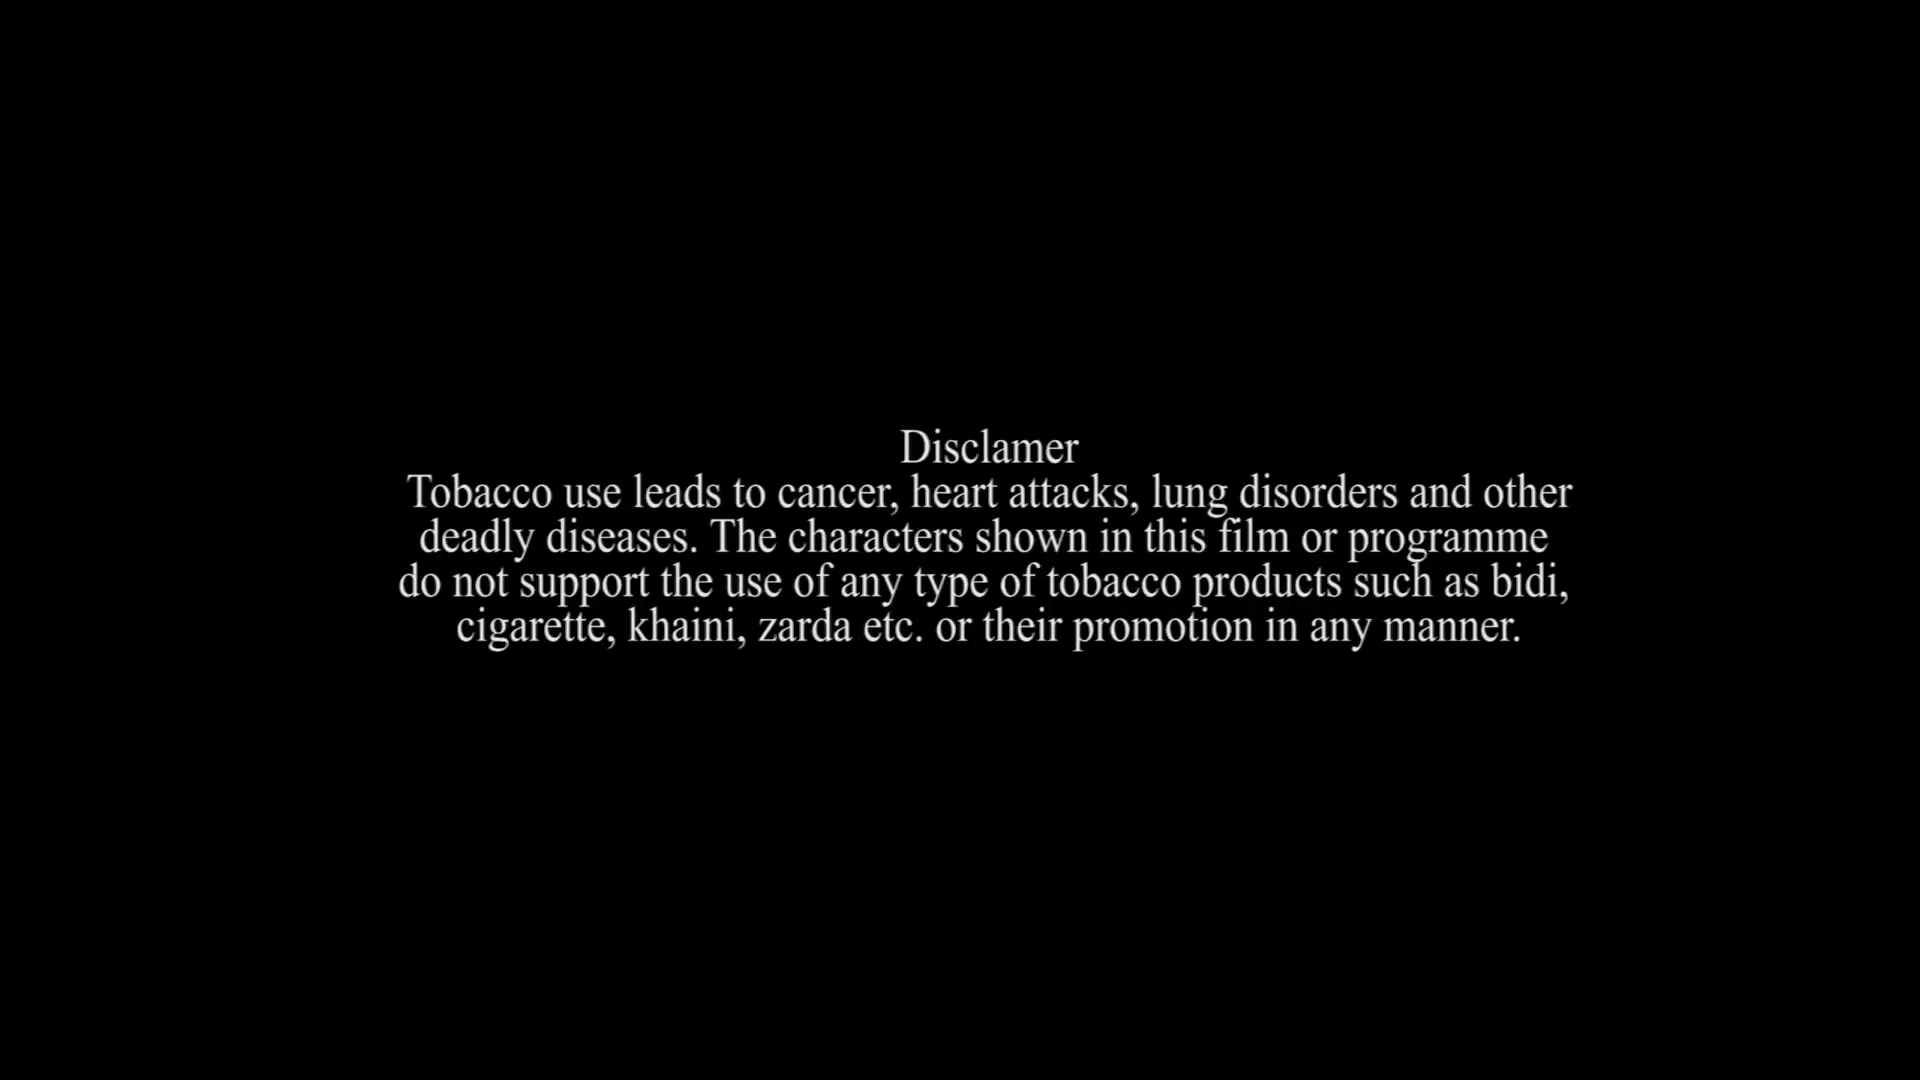 Disclamer
Tobacco use leads to cancer, heart attacks, lung disorders and other
deadly diseases. The characters shown in this film or programme
do not support the use of any type of tobacco products such as bidi,
cigarette, khaini, zarda etc. or their promotion in any manner.